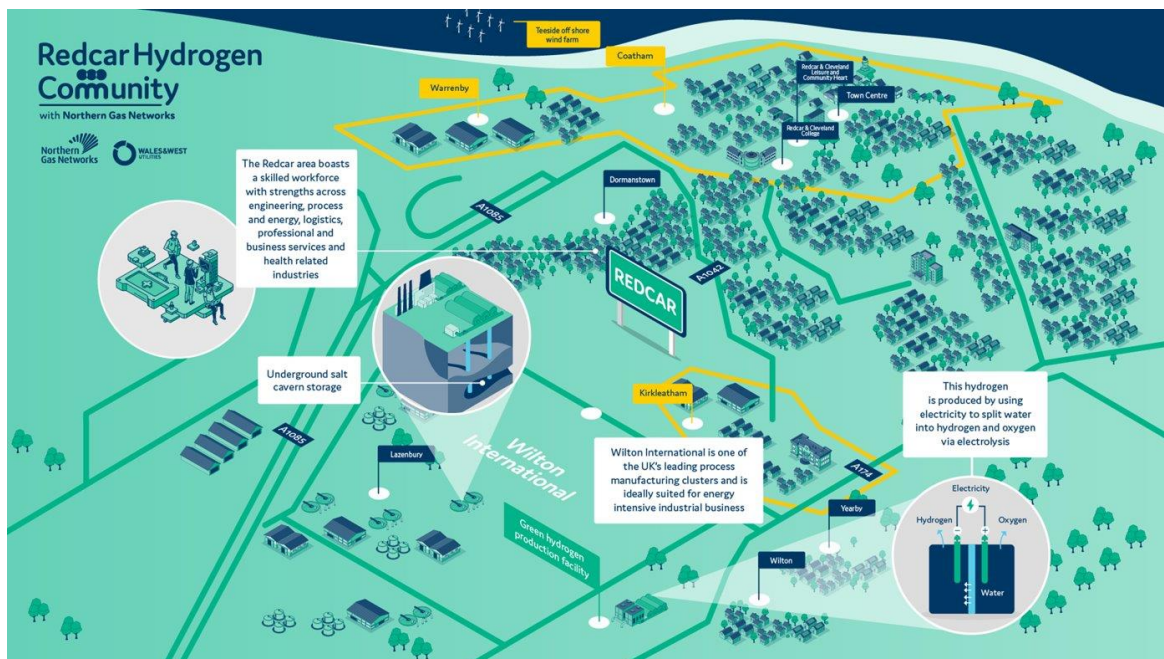 Redcar Hydrogen
Community
with Northern Gas Networks
Northern
Gas Networks
WALES&WEST
UTILITIES
Teeside off shore
wind farm
Coatham
Warrenby
Redcar & Cleveland
Leisure and
Community Heart
Town Centre
Redcar & Cleveland
College
The Redcar area boasts
a skilled workforce
with strengths across
engineering, process
and energy, logistics,
professional and
business services and
health related
industries
Dormanstown
A1085
A1042
REDCAR
Underground salt
cavern storage
Kirkleatham
This hydrogen
is produced by using
electricity to split water
into hydrogen and oxygen
via electrolysis
A1085
Wilton
International
Lazenbury
Wilton International is one of
the UK's leading process
manufacturing clusters and is
ideally suited for energy
intensive industrial business
A174
Yearby
Green hydrogen
production facility
Wilton
Electricity
Hydrogen
Oxygen
Water